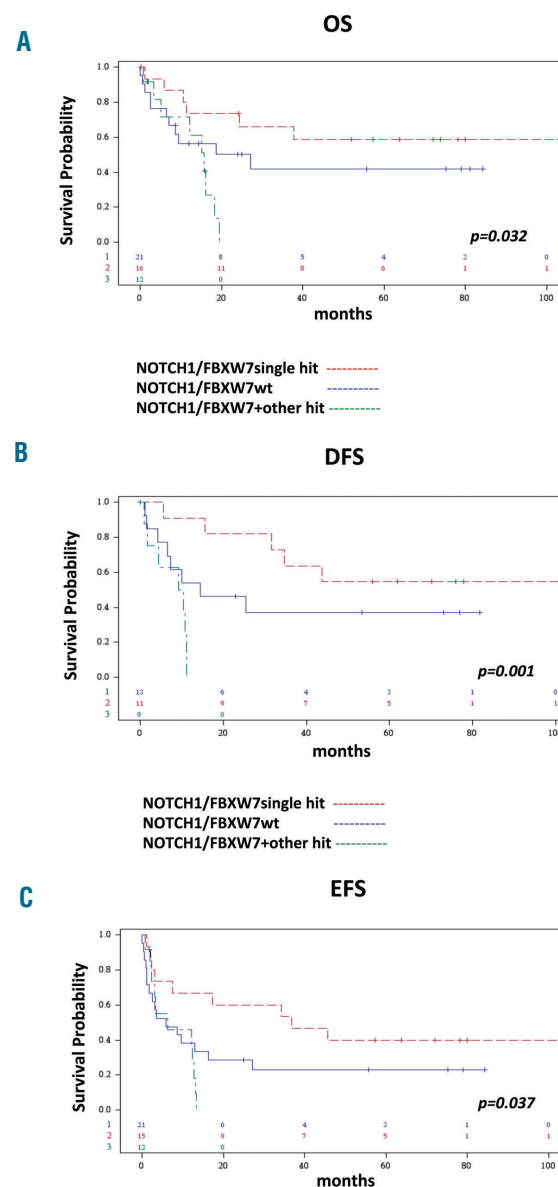 A
OS
Survival Probability
1.0
0.8
0.6
0.4
0.2
0.0
p=0.032
1 21 8 5 4 2 0
2 16 11 8 6 1 1
3 12 0
0 20 40 60 80 100
months
NOTCH1/FBXW7single hit ----------
NOTCH1/FBXW7wt ----------
NOTCH1/FBXW7+other hit ----------
B
DFS
Survival Probability
1.0
0.8
0.6
0.4
0.2
0.0
p=0.001
1 13 6 4 3 1 0
2 11 9 7 5 1 1
3 9 0
0 20 40 60 80 100
months
NOTCH1/FBXW7single hit ----------
NOTCH1/FBXW7wt ----------
NOTCH1/FBXW7+other hit ----------
C
EFS
Survival Probability
1.0
0.8
0.6
0.4
0.2
0.0
p=0.037
1 21 6 4 3 1 0
2 15 9 7 5 1 1
3 12 0
0 20 40 60 80 100
months